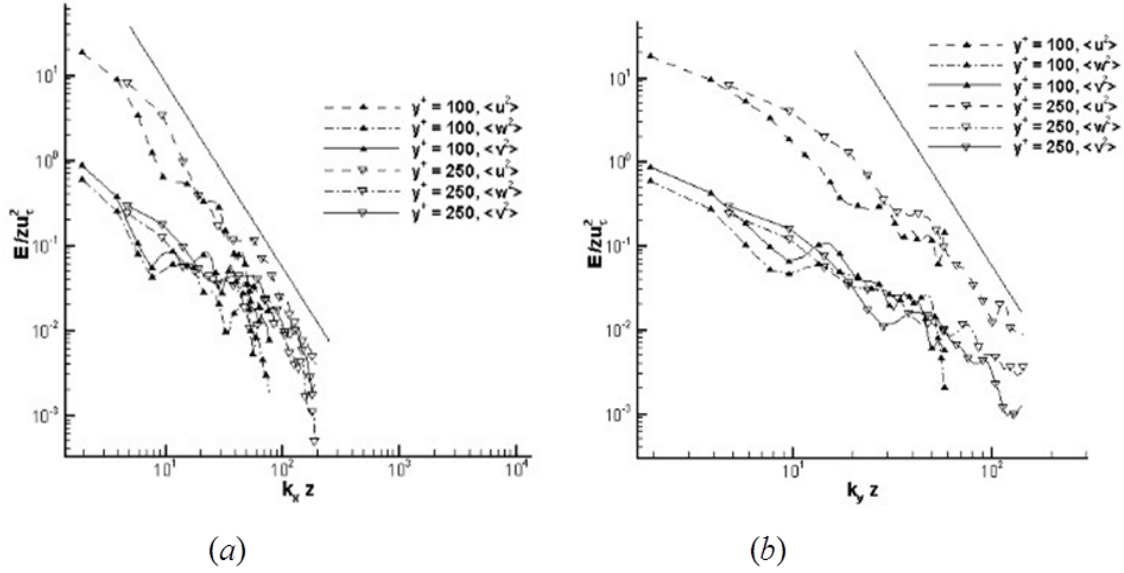 E/zu²_τ
10¹
10⁰
10⁻¹
10⁻²
10⁻³
y⁺ = 100, <u²>
y⁺ = 100, <w²>
y⁺ = 100, <v²>
y⁺ = 250, <u²>
y⁺ = 250, <w²>
y⁺ = 250, <v²>
10¹
10²
10³
10⁴
kₓ z
(a)
E/zu²_τ
10¹
10⁰
10⁻¹
10⁻²
10⁻³
y⁺ = 100, <u²>
y⁺ = 100, <w²>
y⁺ = 100, <v²>
y⁺ = 250, <u²>
y⁺ = 250, <w²>
y⁺ = 250, <v²>
10¹
10²
k_y z
(b)